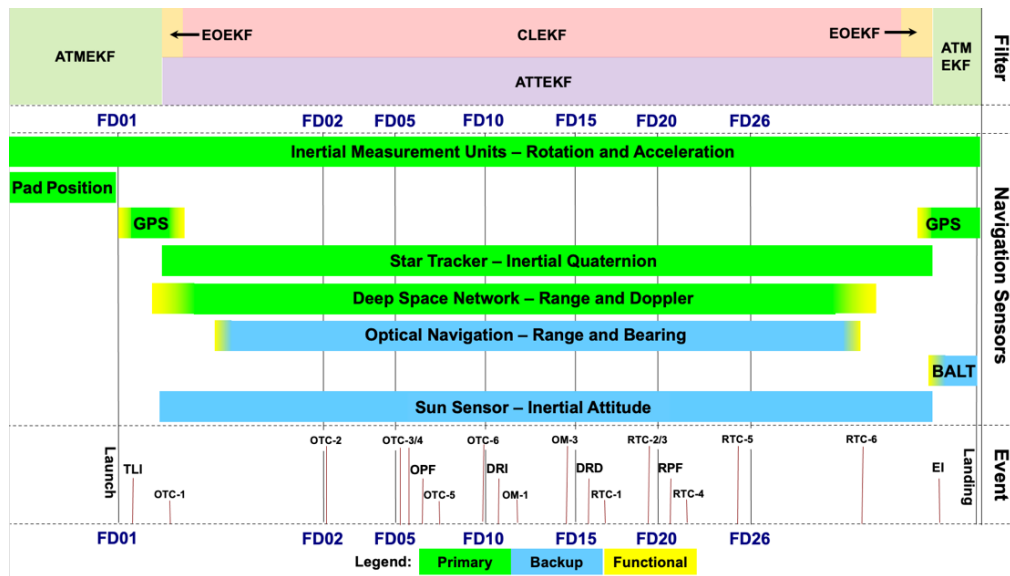 EOEKF
CLEKF
EOEKF
ATMEKF
ATM
EKF
ATTEKF
Filter
FD01
FD02
FD05
FD10
FD15
FD20
FD26
Inertial Measurement Units – Rotation and Acceleration
Pad Position
GPS
GPS
Star Tracker – Inertial Quaternion
Deep Space Network – Range and Doppler
Optical Navigation – Range and Bearing
BALT
Sun Sensor – Inertial Attitude
Navigation Sensors
Launch
TLI
OTC-1
OTC-2
OTC-3/4
OPF
OTC-5
OTC-6
DRI
OM-1
OM-3
DRD
RTC-1
RTC-2/3
RPF
RTC-4
RTC-5
RTC-6
EI
Landing
Event
FD01
FD02
FD05
FD10
FD15
FD20
FD26
Legend:
Primary
Backup
Functional